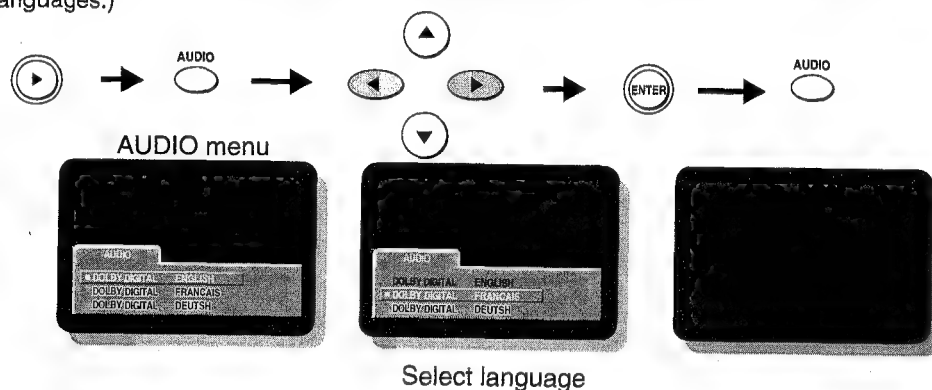 anguages.)
AUDIO
AUDIO
ENTER
AUDIO menu
AUDIO
DOLBY DIGITAL ENGLISH
DOLBY DIGITAL FRANCAIS
DOLBY DIGITAL DEUTSH
AUDIO
DOLBY DIGITAL ENGLISH
DOLBY DIGITAL FRANCAIS
DOLBY DIGITAL DEUTSH
Select language